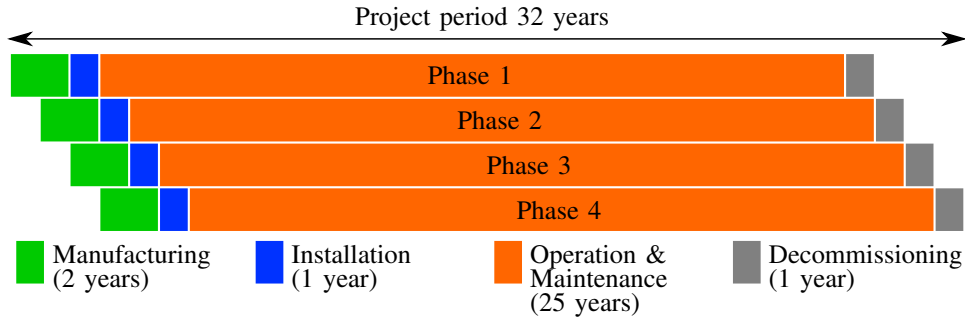 Project period 32 years
Phase 1
Phase 2
Phase 3
Phase 4
Manufacturing
(2 years)
Installation
(1 year)
Operation &
Maintenance
(25 years)
Decommissioning
(1 year)